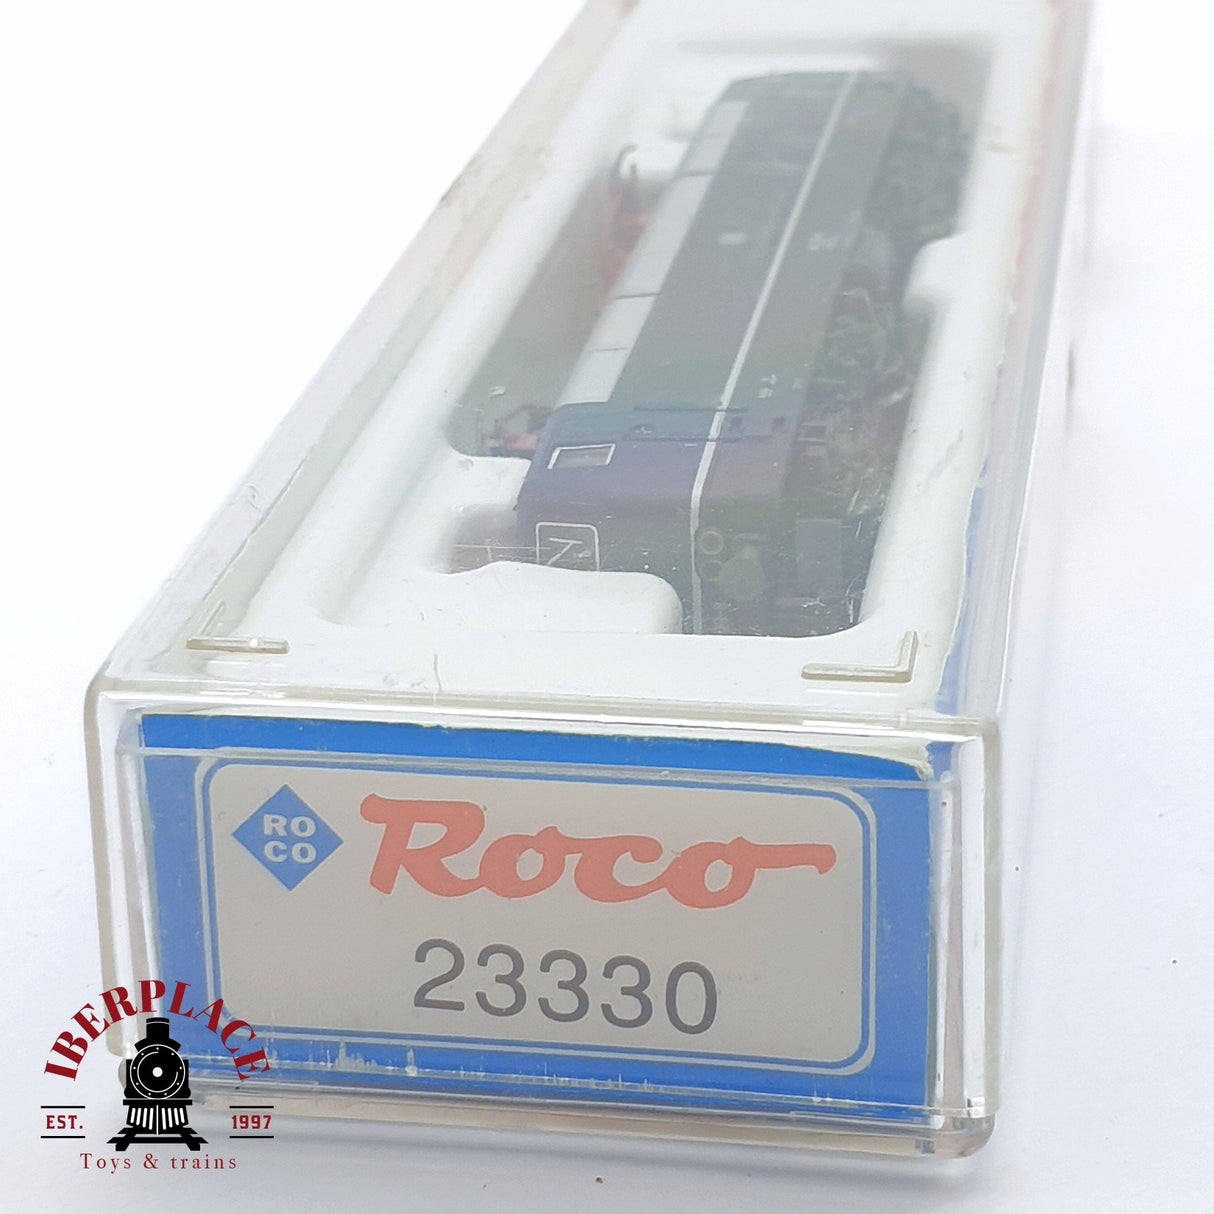 RO
CO
Roco
23330
IBERPLACE
EST. 1997
Toys & trains